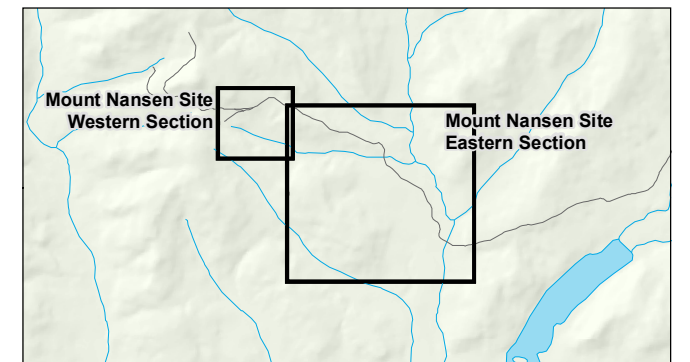 Mount Nansen Site
Western Section
Mount Nansen Site
Eastern Section